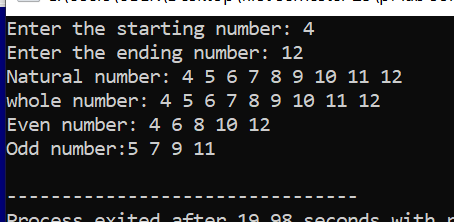 Enter the starting number: 4
Enter the ending number: 12
Natural number: 4 5 6 7 8 9 10 11 12
whole number: 4 5 6 7 8 9 10 11 12
Even number: 4 6 8 10 12
Odd number:5 7 9 11
--------------------------------
Process exited after 19.98 seconds with